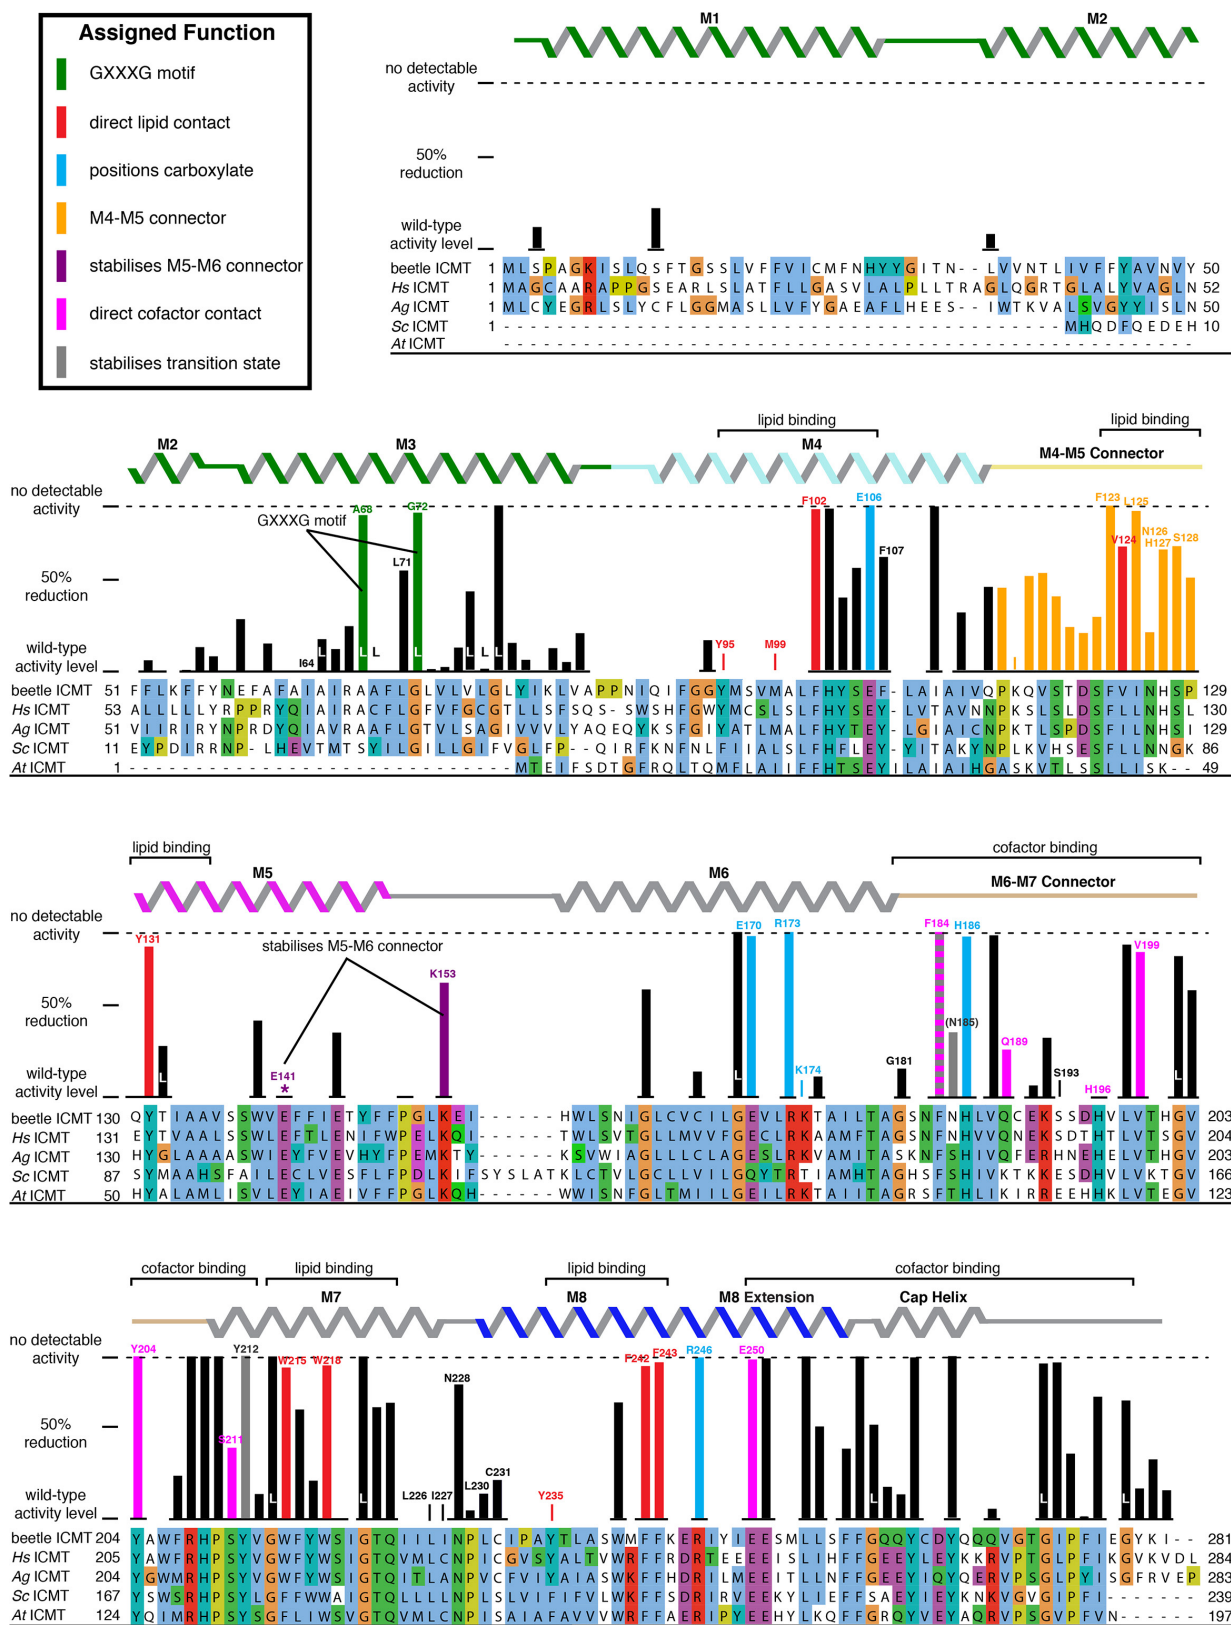 Assigned Function
GXXXG motif
direct lipid contact
positions carboxylate
M4-M5 connector
stabilises M5-M6 connector
direct cofactor contact
stabilises transition state
M1 M2
no detectable activity
50% reduction
wild-type activity level
beetle ICMT 1 MLSPAGKISLQSFTGSSLVFFVICMFNHYYGITN--LVVNTLIVFFYAVNVY 50
Hs ICMT 1 MAGCAARAPPGSEARLSLATFLLGASVLALPLLTRAGLQGRTGLALYVAGLN 52
Ag ICMT 1 MLCYEGRLSLYCFLGGMASLLVFYGAEAFLHEES--IWTKVALSVGYYISLN 50
Sc ICMT 1 ------------------------------------------MHQDFQEDEH 10
At ICMT ----------------------------------------------------
lipid binding lipid binding
M2 M3 M4 M4-M5 Connector
no detectable activity
50% reduction
wild-type activity level
GXXXG motif
I64 L A68 L L L71 G72 L L L L Y95 M99 F102 E106 F107 F123 V124 L125 N126 H127 S128
beetle ICMT 51 FFLKFFYNEFAFAIAIRAAFLGLVLVLGLYIKLVAPPNIQIFGGYMSVMALFHYSEF-LAIAIVQPKQVSTDSFVINHSP 129
Hs ICMT 53 ALLLLLYRPPRYQIAIRACFLGFVFGCGTLLSFSQS-SWSHFGWYMCSLSLFHYSEY-LVTAVNNPKSLSLDSFLLNHSL 130
Ag ICMT 51 VIIRIYYNPRDYQIAVRAAFLGTVLSAGIVVVLYAQEQYKSFGIYATLMALFHYTEY-LGIAICNPKTLSPDSFLLNHSI 129
Sc ICMT 11 EYPDIRRNP-LHEVTMTSYILGILLGIFVGLFP--QIRFKNFNLFIIALSLFHFLEY-YITAKYNPLKVHSESFLLNNGK 86
At ICMT 1 ----------------------------MTEIFSDTGFRQLTQMFLAIIFFHTSEYILAIAIHGASKVTLSSLLISK-- 49
lipid binding cofactor binding
M5 M6 M6-M7 Connector
no detectable activity
50% reduction
wild-type activity level
stabilises M5-M6 connector
Y131 L E141 * K153 L E170 R173 K174 G181 F184 (N185) H186 Q189 S193 H196 V199 L
beetle ICMT 130 QYTIAAVSSWVEFFIETYFFPGLKEI------HWLSNIGLCVCILGEVLRKTAILTAGSNFNHLVQCEKSSDHVLVTHGV 203
Hs ICMT 131 EYTVAALSSWLEFTLENIFWPELKQI------TWLSVTGLLMVVFGECLRKAAMFTAGSNFNHVVQNEKSDTHTLVTSGV 204
Ag ICMT 130 HYGLAAAASWIEYFVEHYFPEMKTY------KSVWIAGLLLCILGESLRKVAMFTASKNFSHIVQFERHNEHELVTHGV 203
Sc ICMT 87 SYMAAHSFAILECLVESFLFPDLKIFSYSLATKLCTVLGCLLVILGQYTRTIAMHTAGHSFSHIVKTKKESDHVLVKTGV 166
At ICMT 50 HYALAMLISVLEYIAEIVFFPGLKQH------WWISNFGLTMIILGEILRKTAIITAGRSFTHLIKIRREEHHKLVTEGV 123
cofactor binding lipid binding lipid binding cofactor binding
M7 M8 M8 Extension Cap Helix
no detectable activity
50% reduction
wild-type activity level
Y204 S211 Y212 L W215 W218 L L226 I227 N228 L230 C231 Y235 F242 F243 R246 E250 L L L
beetle ICMT 204 YAWFRHPSYVGWFYWSIGTQIILINPLCIPAYTLASWMFFKERIYIEESMLLSFFGQQYCDYQQQVGTGIPFIEGYKI-- 281
Hs ICMT 205 YAWFRHPSYVGWFYWSIGTQVMLCNPICGVSYALTVWRFFRDRTEEEEISLIHFFGEEYLEYKKRVPTGLPFIKGVKVDL 284
Ag ICMT 204 YGWMRHPSYVGWFYWSIGTQITLANPVCFVIYAIASWKFFHDRILMEEITLLNFFGEEYIQYQERVPSGLPYISGFRVEP 283
Sc ICMT 167 YSWSRHPSYLGFFWWAIGTQLLLLNPLSLVIFIFVLWKFFSDRIRVEEKYLIEFFSAEYIEYKNKVGVGIPFI------- 233
At ICMT 124 YQIMRHPSYSGFLIWSVGTQVMLCNPISAIAFAVVVWRFFAERIPYEEHYLKQFFGRQYVEYAQRVPSGVPFVN------ 197